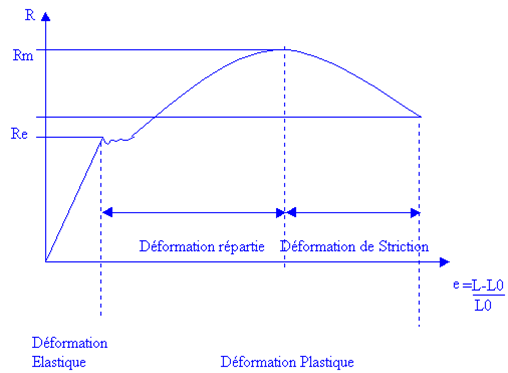 R
Rm
Re
Déformation répartie
Déformation de Striction
e = L-L0
L0
Déformation
Elastique
Déformation Plastique